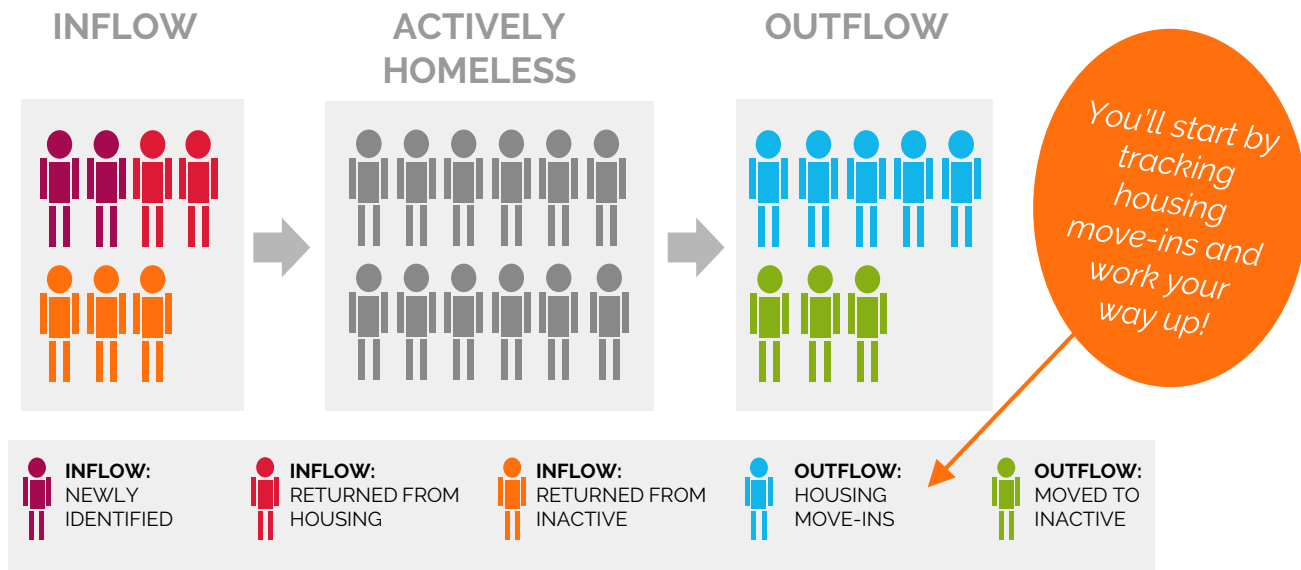 INFLOW
ACTIVELY
HOMELESS
OUTFLOW
You'll start by
tracking
housing
move-ins and
work your
way up!
INFLOW:
NEWLY
IDENTIFIED
INFLOW:
RETURNED FROM
HOUSING
INFLOW:
RETURNED FROM
INACTIVE
OUTFLOW:
HOUSING
MOVE-INS
OUTFLOW:
MOVED TO
INACTIVE